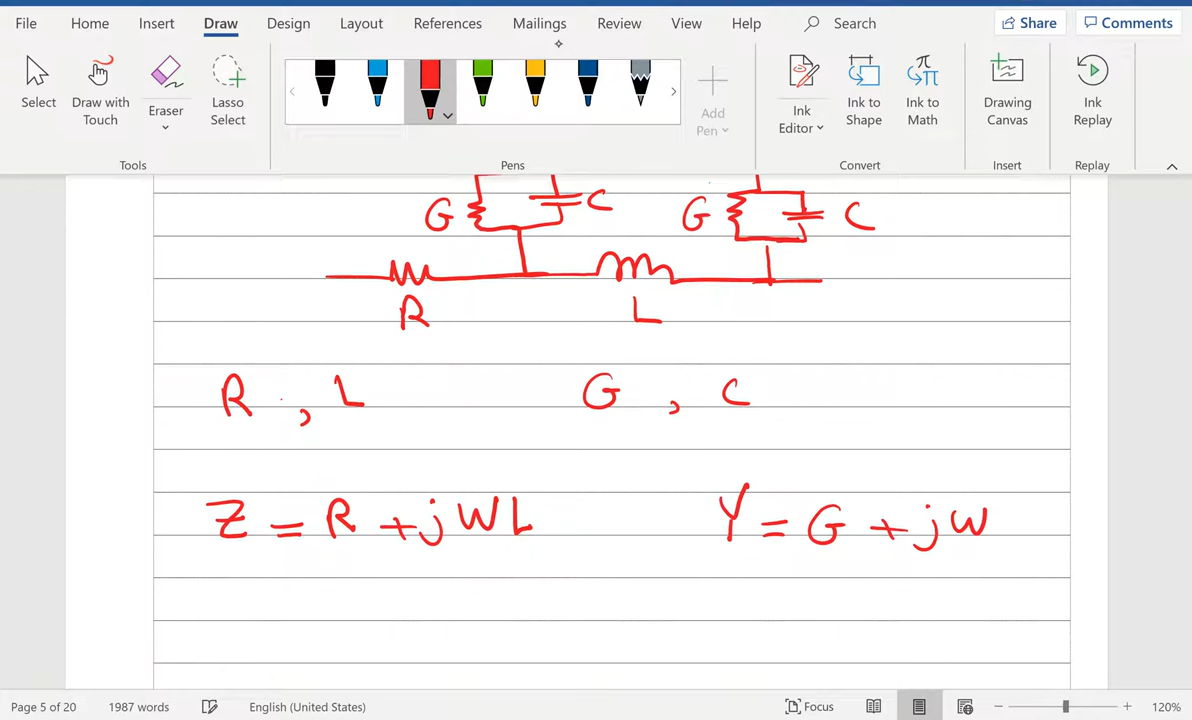 File Home Insert Draw Design Layout References Mailings Review View Help Search Share Comments
Select Draw with Touch Eraser Lasso Select Add Pen Ink Editor Ink to Shape Ink to Math Drawing Canvas Ink Replay
Tools Pens Convert Insert Replay
G C G C
R L
R , L G , C
Z = R + jWL Y = G + jW
Page 5 of 20 1987 words English (United States) Focus 120%